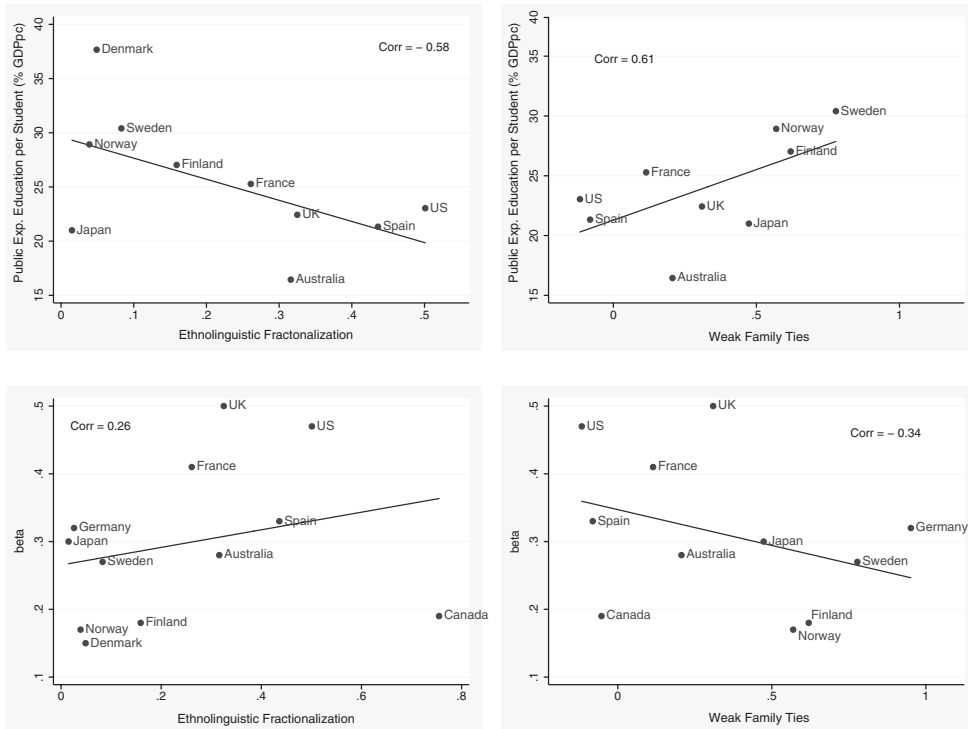 Public Exp. Education per Student (% GDPpc)
40
35
30
25
20
15
Corr = – 0.58
Denmark
Sweden
Norway
Finland
France
UK
US
Spain
Japan
Australia
0 .1 .2 .3 .4 .5
Ethnolinguistic Fractonalization
Public Exp. Education per Student (% GDPpc)
40
35
30
25
20
15
Corr = 0.61
Sweden
Norway
Finland
France
US
UK
Spain
Japan
Australia
0 .5 1
Weak Family Ties
beta
.5
.4
.3
.2
.1
Corr = 0.26
UK
US
France
Germany
Spain
Japan
Australia
Sweden
Canada
Finland
Norway
Denmark
0 .2 .4 .6 .8
Ethnolinguistic Fractionalization
beta
.5
.4
.3
.2
.1
Corr = – 0.34
UK
US
France
Germany
Spain
Japan
Australia
Sweden
Canada
Finland
Norway
0 .5 1
Weak Family Ties